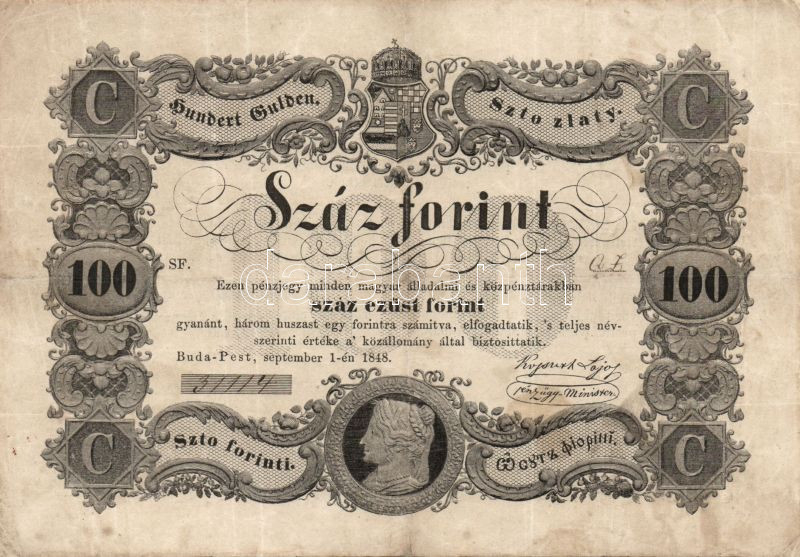 C C
Hundert Gulden. Szto zlaty.
Száz forint
100 SF. 100
Ezen pénzjegy minden magyar álladalmi és középpénztárakban
száz ezüst forint
gyanánt, három huszast egy forintra számitva, elfogadtatik, 's teljes név-
szerinti értéke a' közállomány által biztosittatik.
Buda-Pest, september 1-én 1848.
31114
Kossuth Lajos
pénzügy Minister.
Szto forinti.
C C